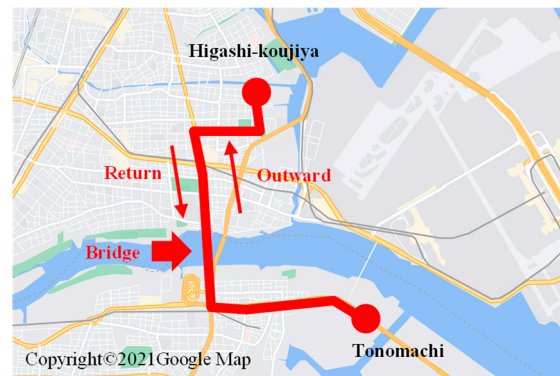 Higashi-koujiya
Return
Outward
Bridge
Tonomachi
Copyright©2021Google Map